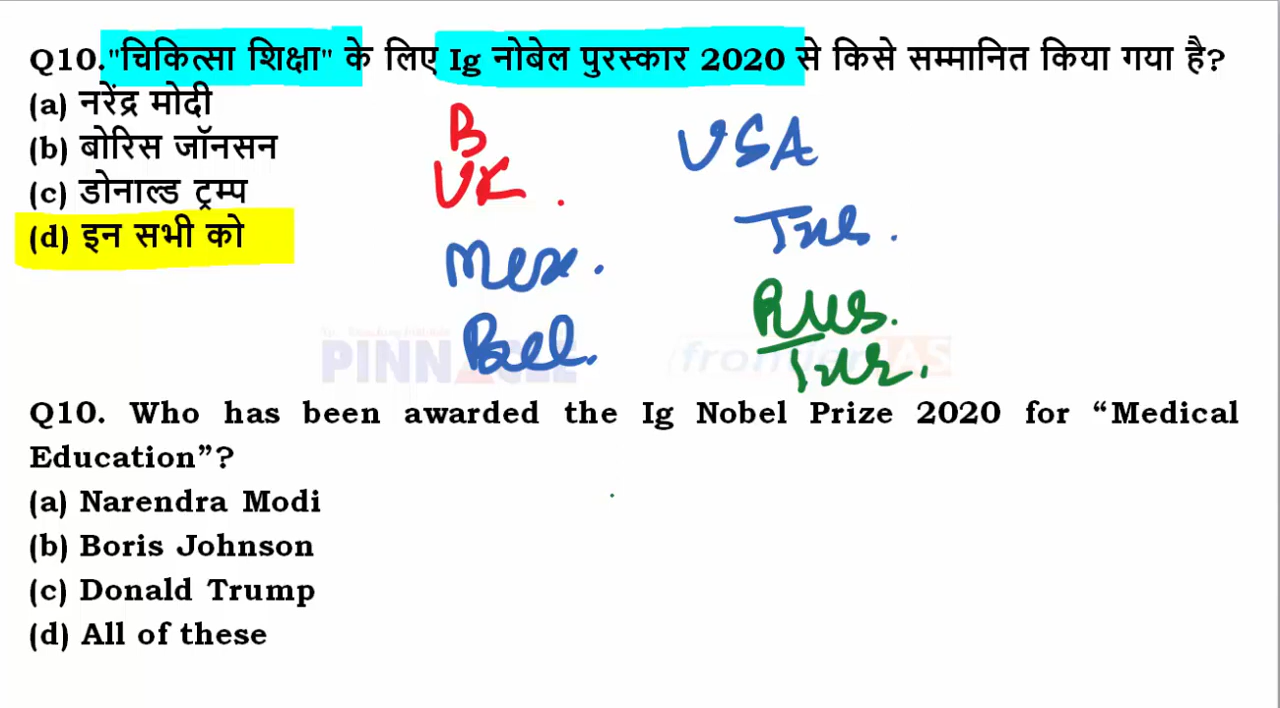 Q10."चिकित्सा शिक्षा" के लिए Ig नोबेल पुरस्कार 2020 से किसे सम्मानित किया गया है?
(a) नरेंद्र मोदी
(b) बोरिस जॉनसन
(c) डोनाल्ड ट्रम्प
(d) इन सभी को
B
UK.
USA
Mex.
Rus.
PINNACLE
frontier IAS
Q10. Who has been awarded the Ig Nobel Prize 2020 for “Medical
Education”?
(a) Narendra Modi
(b) Boris Johnson
(c) Donald Trump
(d) All of these